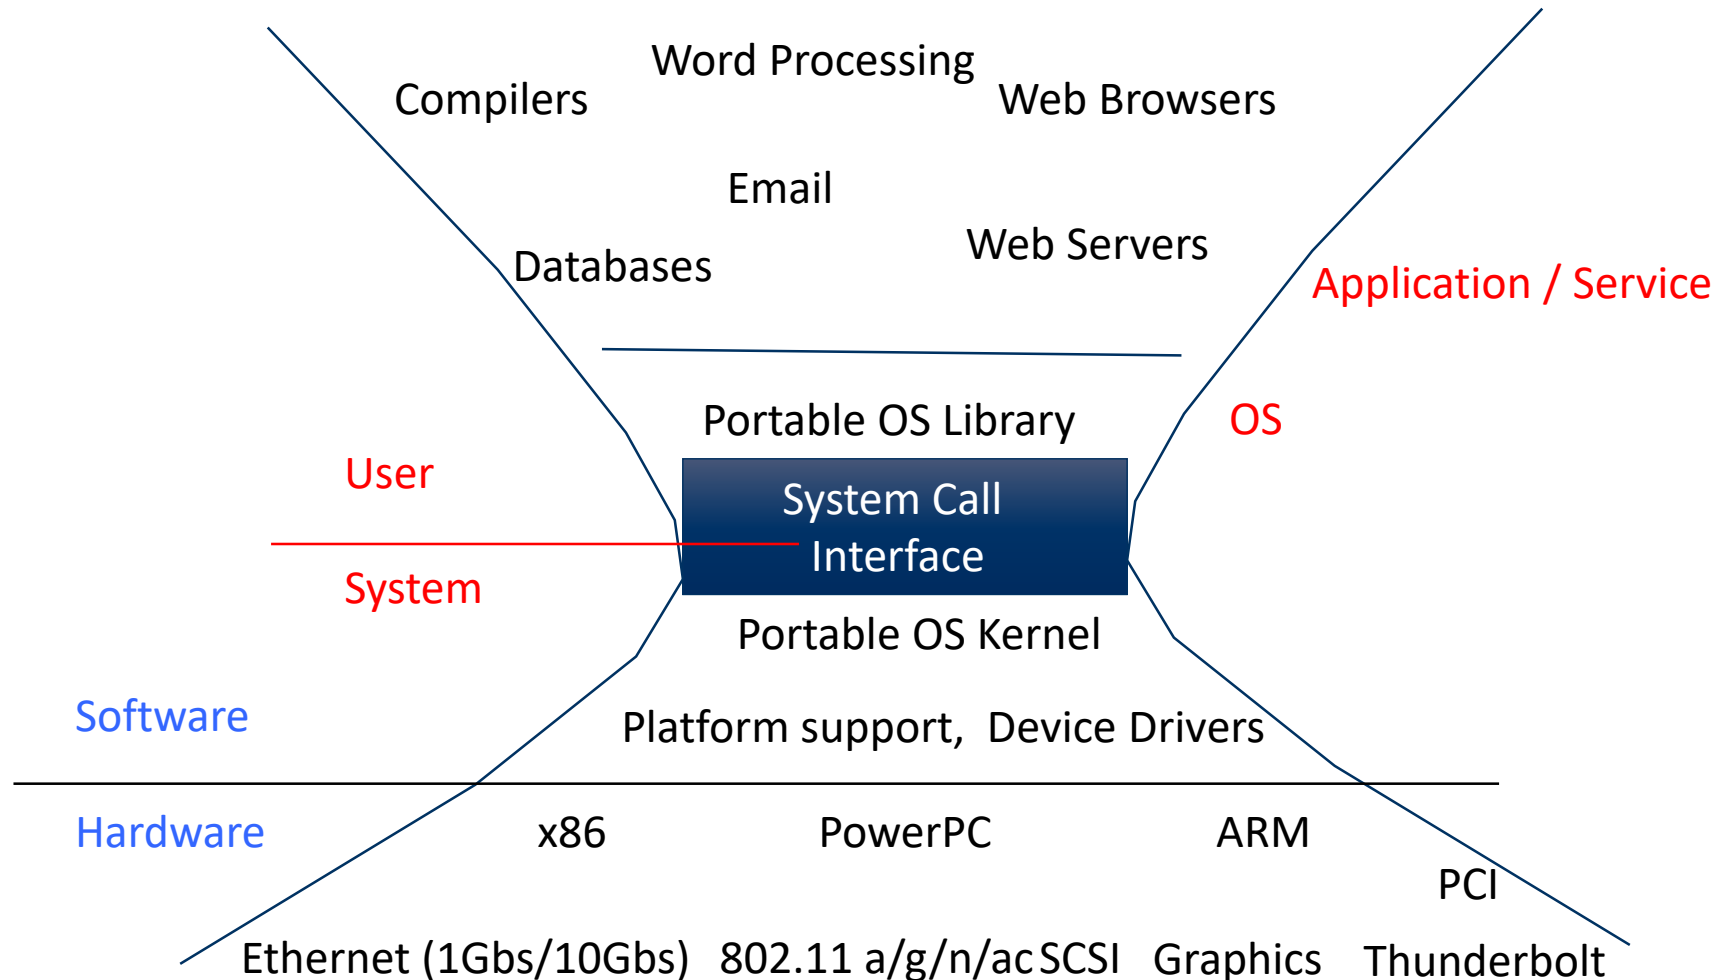 Word Processing
Compilers
Web Browsers
Email
Web Servers
Databases
Application / Service
Portable OS Library
OS
User
System Call
Interface
System
Portable OS Kernel
Software
Platform support, Device Drivers
Hardware
x86
PowerPC
ARM
PCI
Ethernet (1Gbs/10Gbs)
802.11 a/g/n/ac
SCSI
Graphics
Thunderbolt